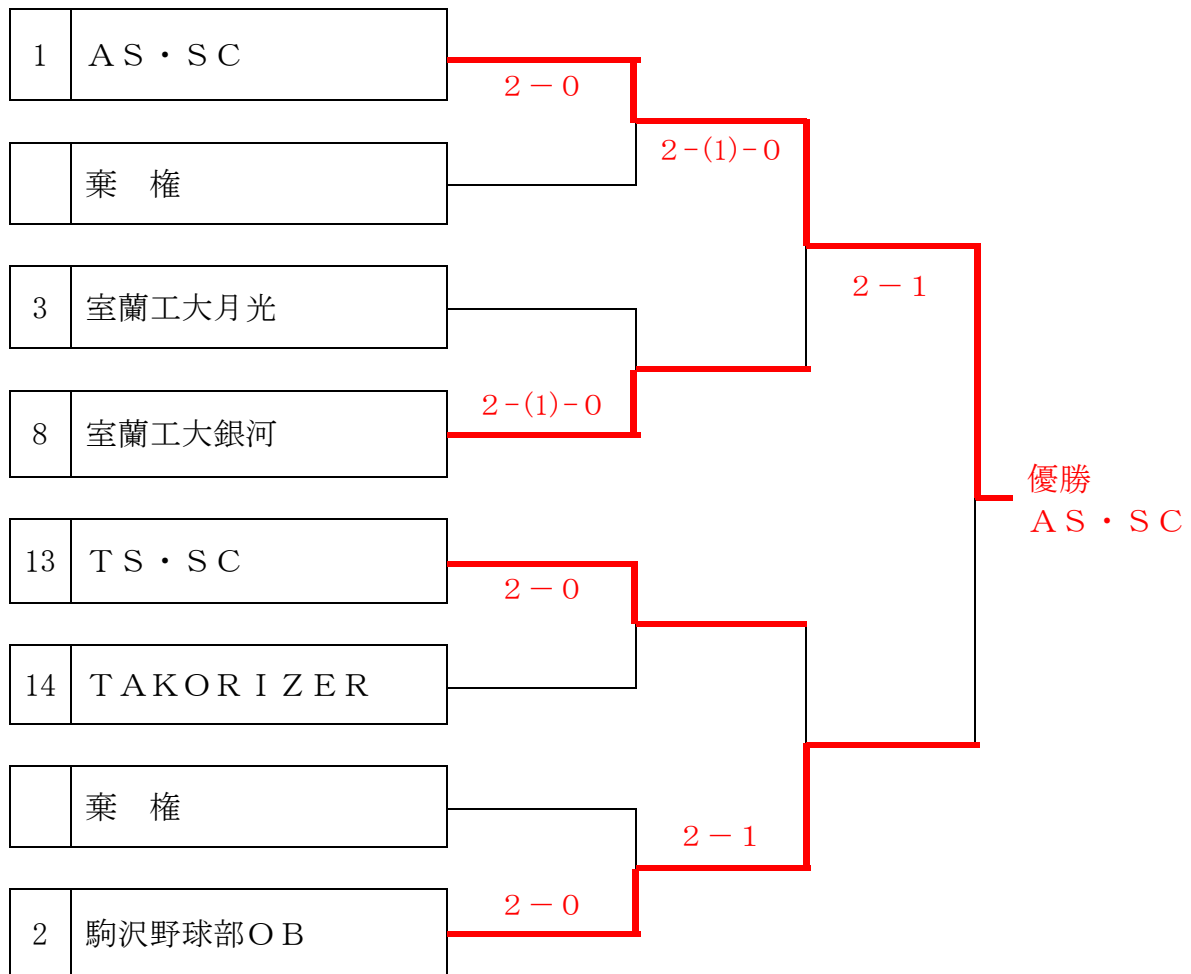 1 ＡＳ・ＳＣ
２－０
棄　権
２-(1)-０
3 室蘭工大月光
２－１
8 室蘭工大銀河
２-(1)-０
優勝
ＡＳ・ＳＣ
13 ＴＳ・ＳＣ
２－０
14 ＴＡＫＯＲＩＺＥＲ
棄　権
２－１
2 駒沢野球部ＯＢ
２－０